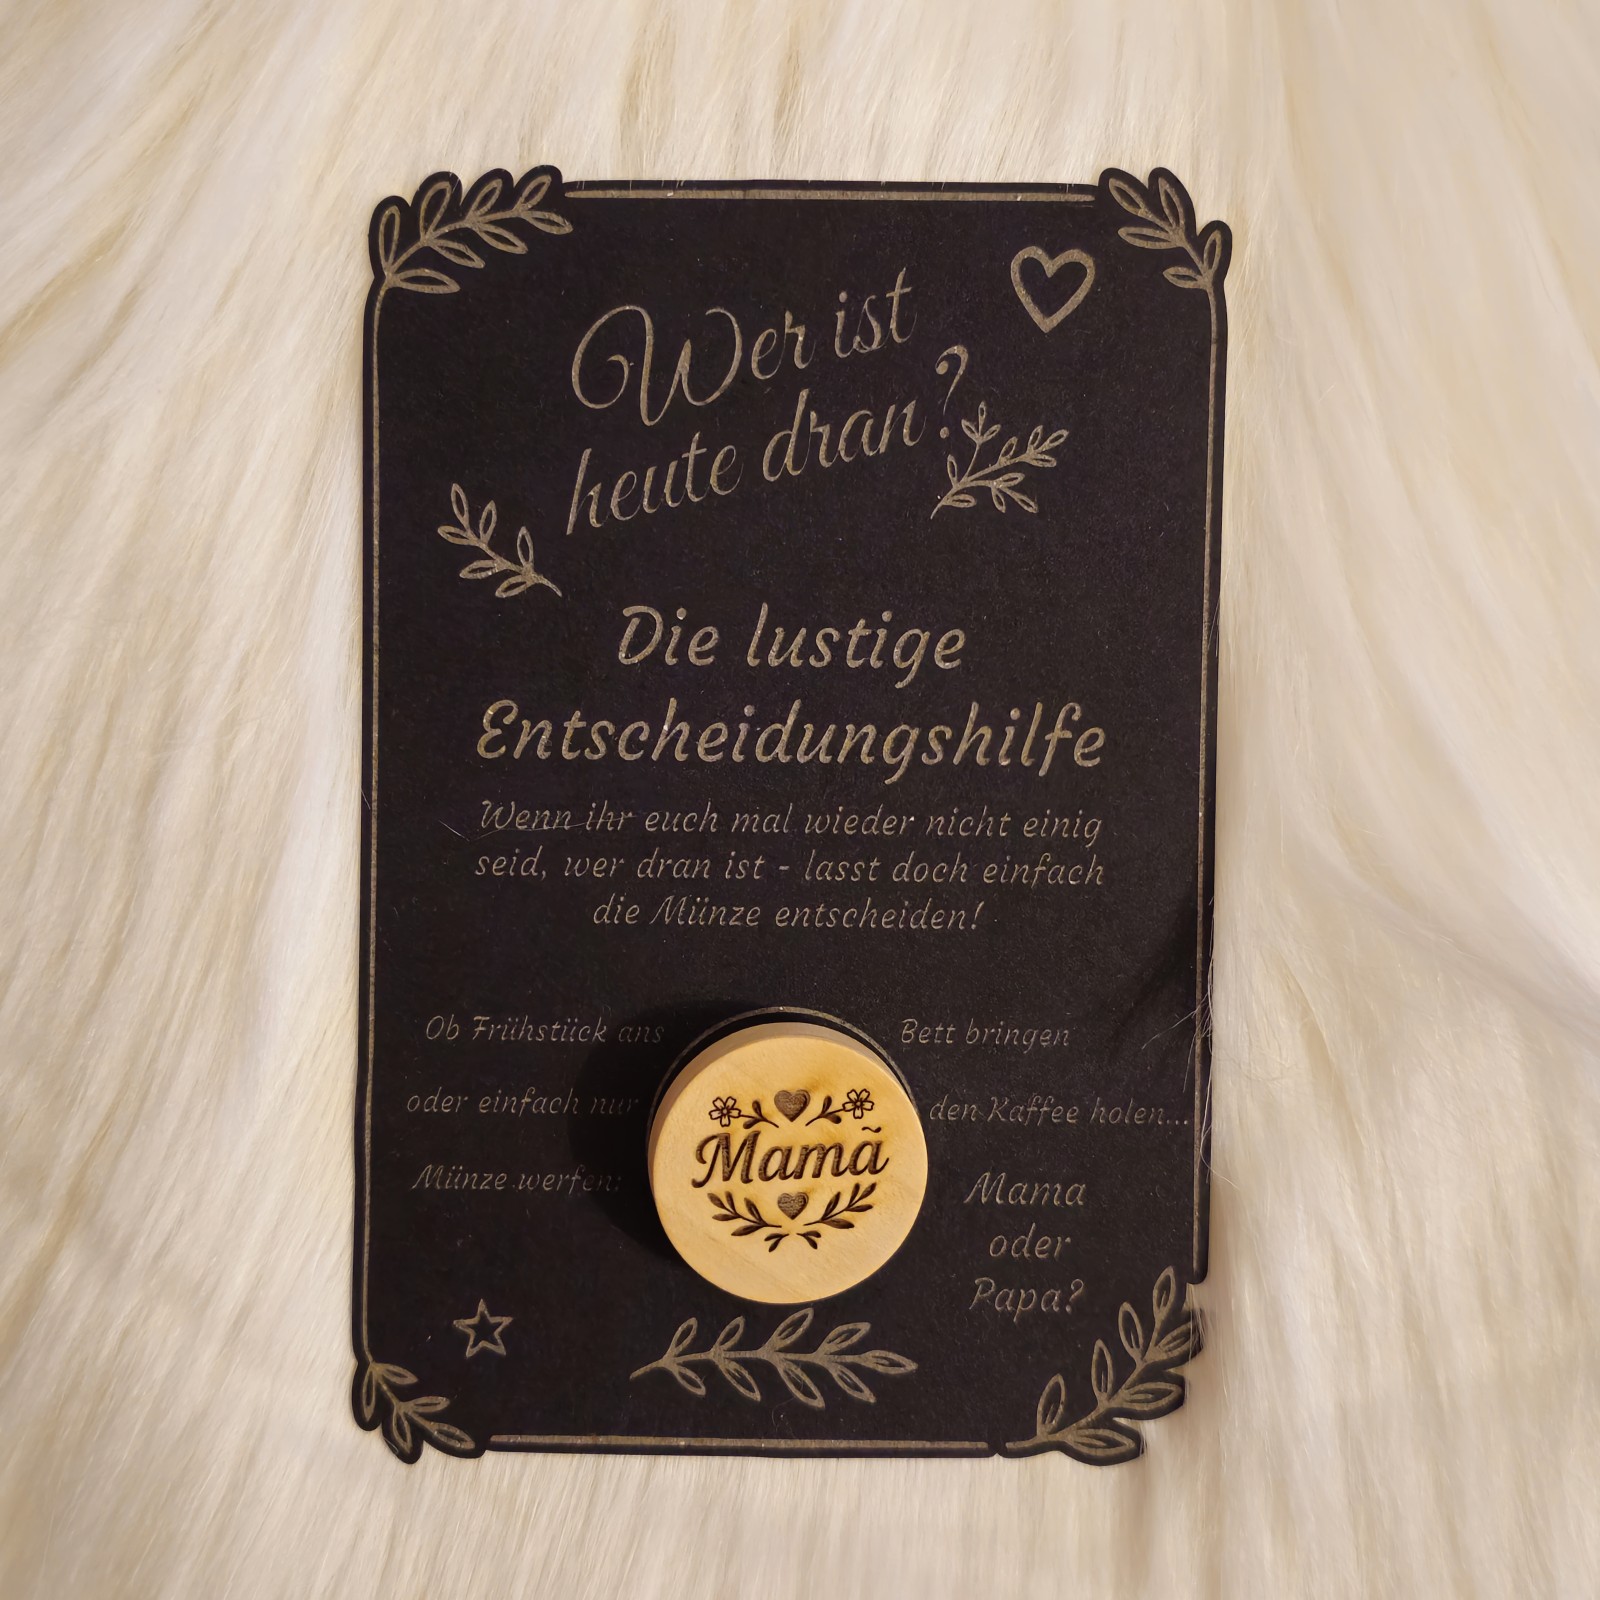 Wer ist
heute dran?
Die lustige
Entscheidungshilfe
Wenn ihr euch mal wieder nicht einig
seid, wer dran ist - lasst doch einfach
die Münze entscheiden!
Ob Frühstück ans Bett bringen
oder einfach nur den Kaffee holen...
Münze werfen:
Mama
oder
Papa?
Mamã